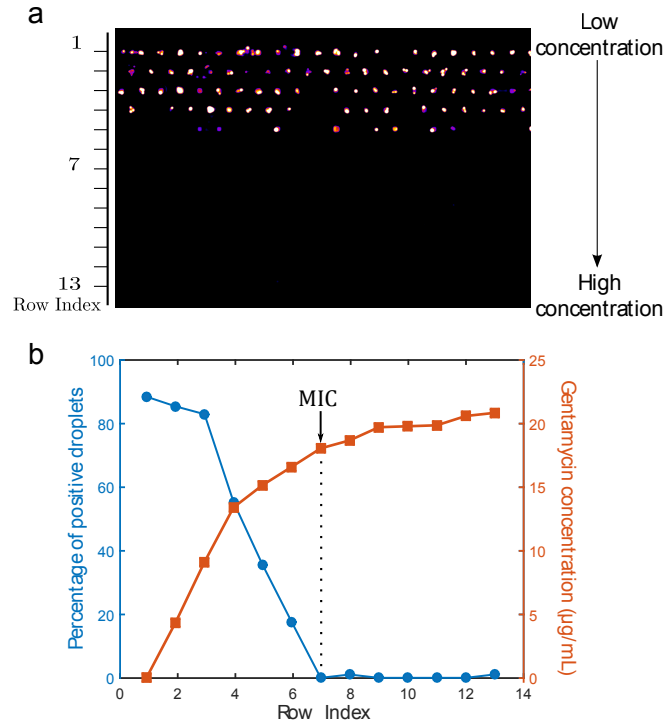 a
1
7
13
Row Index
Low
concentration
High
concentration
b
MIC
Percentage of positive droplets
100
80
60
40
20
0
Gentamycin concentration (µg/mL)
25
20
15
10
5
0
0 2 4 6 8 10 12 14
Row Index